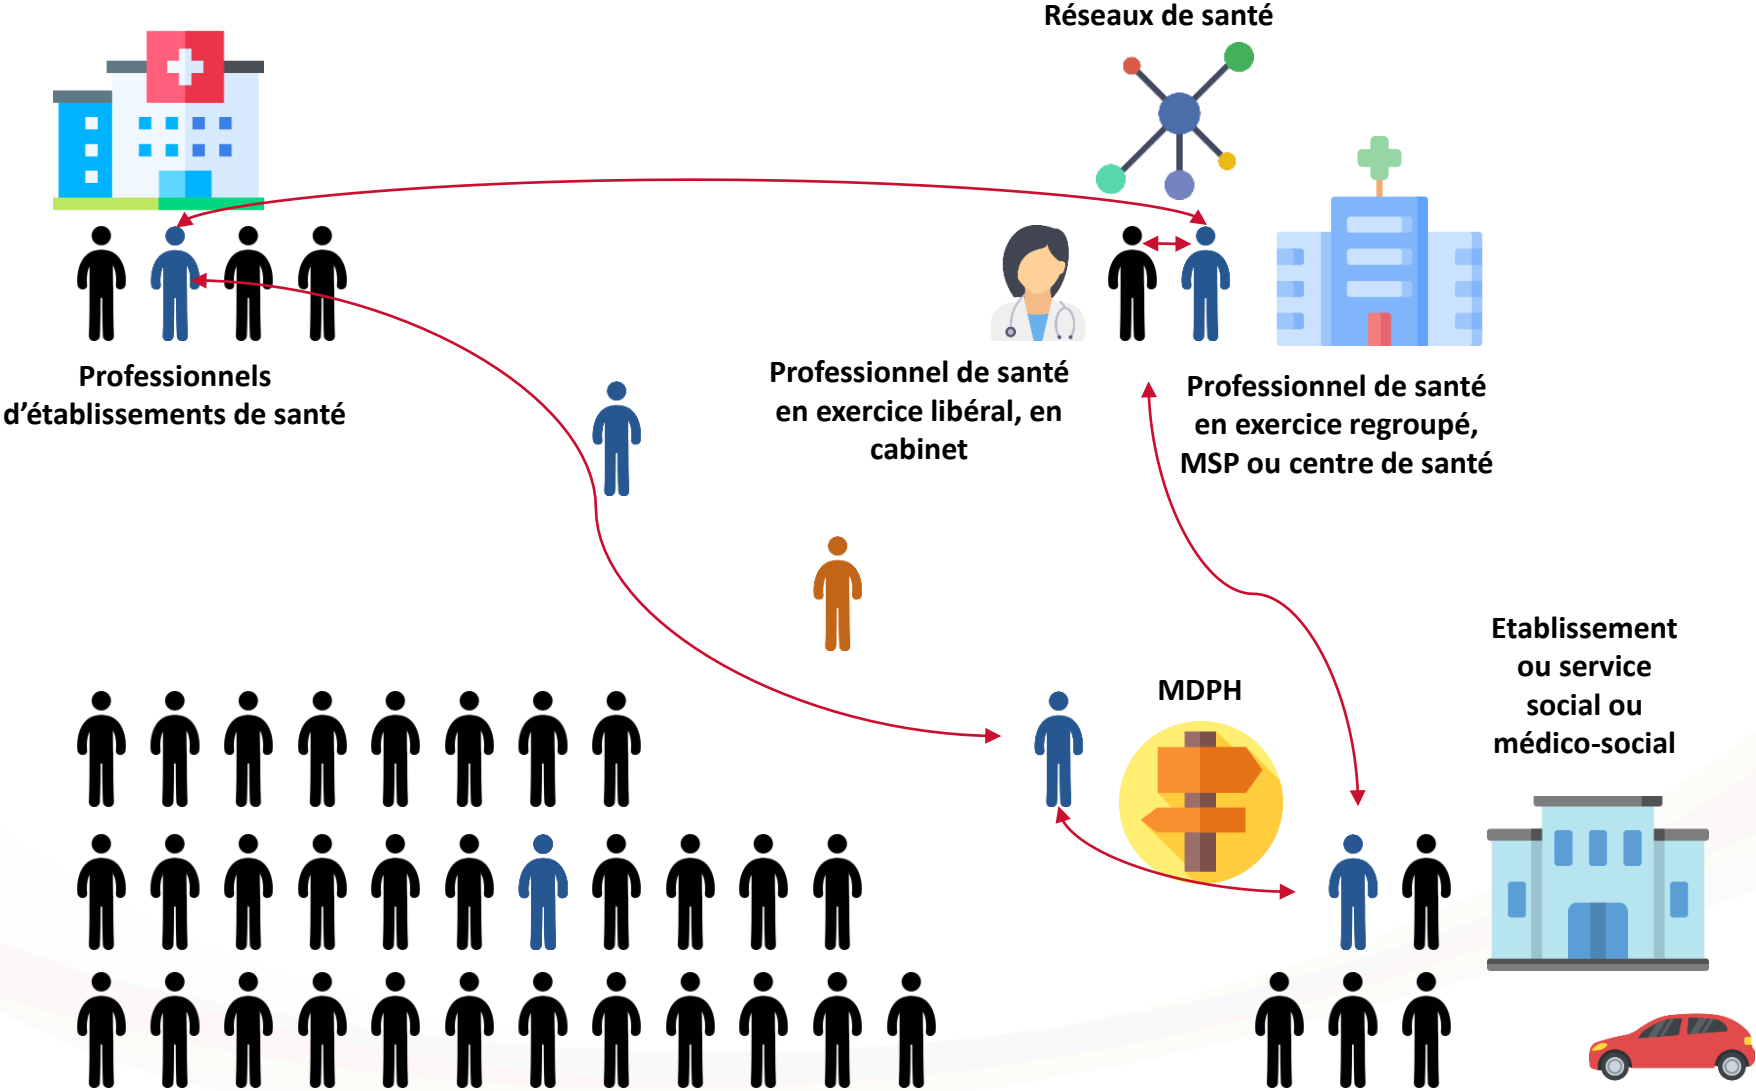 Réseaux de santé
Professionnels
d’établissements de santé
Professionnel de santé
en exercice libéral, en
cabinet
Professionnel de santé
en exercice regroupé,
MSP ou centre de santé
Etablissement
ou service
social ou
médico-social
MDPH